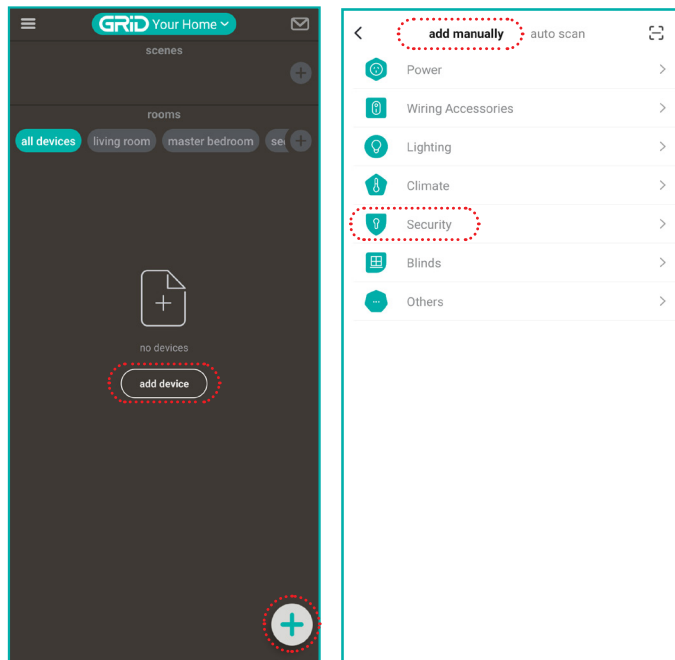 GRiD Your Home
scenes
rooms
all devices living room master bedroom se
no devices
add device
add manually auto scan
Power
Wiring Accessories
Lighting
Climate
Security
Blinds
Others